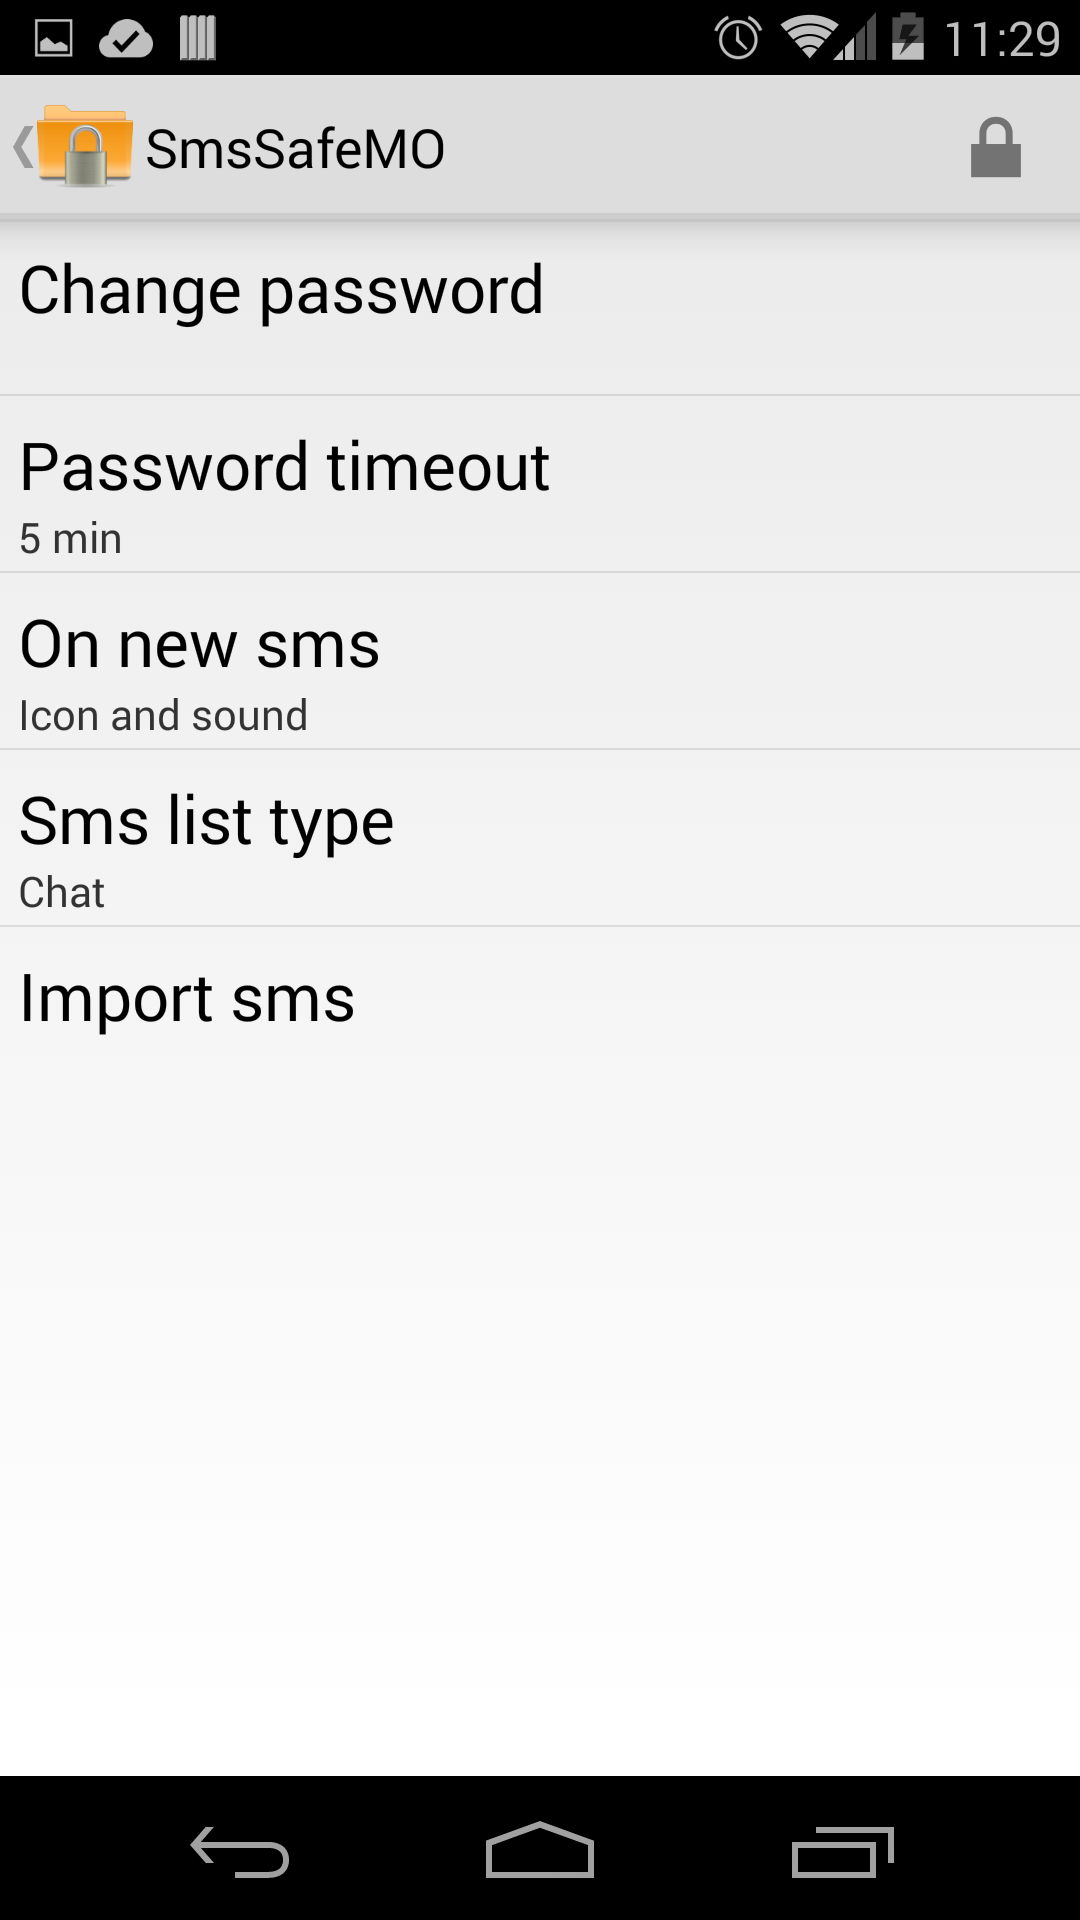 11:29
SmsSafeMO
Change password
Password timeout
5 min
On new sms
Icon and sound
Sms list type
Chat
Import sms